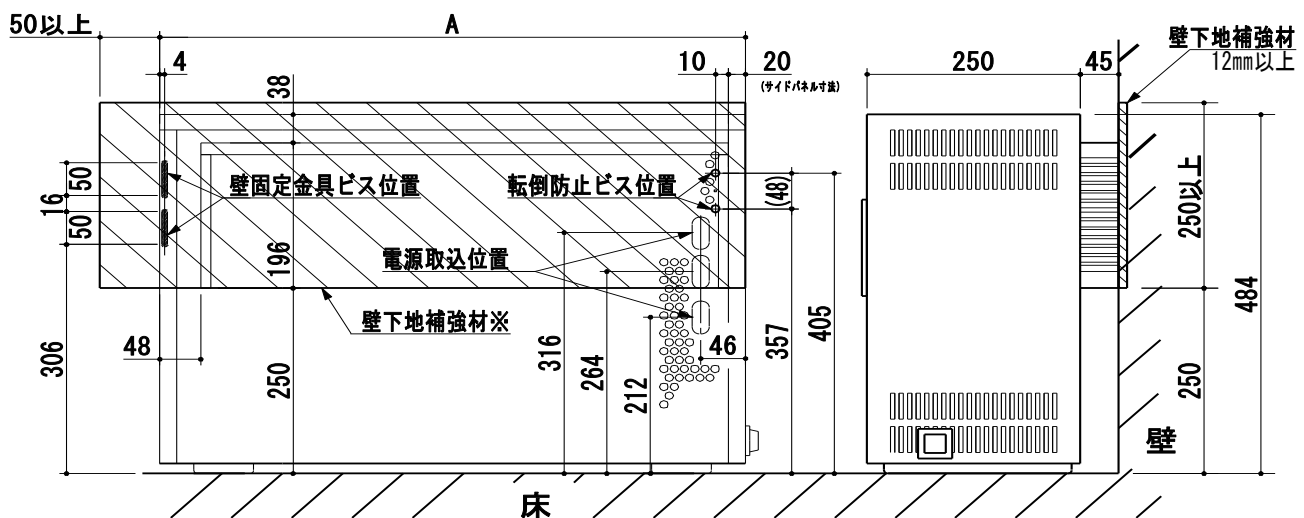 50以上
A
4
10
20
(サイドパネル寸法)
38
250
45
壁下地補強材
12mm以上
50
16
50
壁固定金具ビス位置
転倒防止ビス位置
(48)
196
電源取込位置
250以上
484
壁下地補強材※
48
46
306
250
316
264
212
357
405
250
壁
床